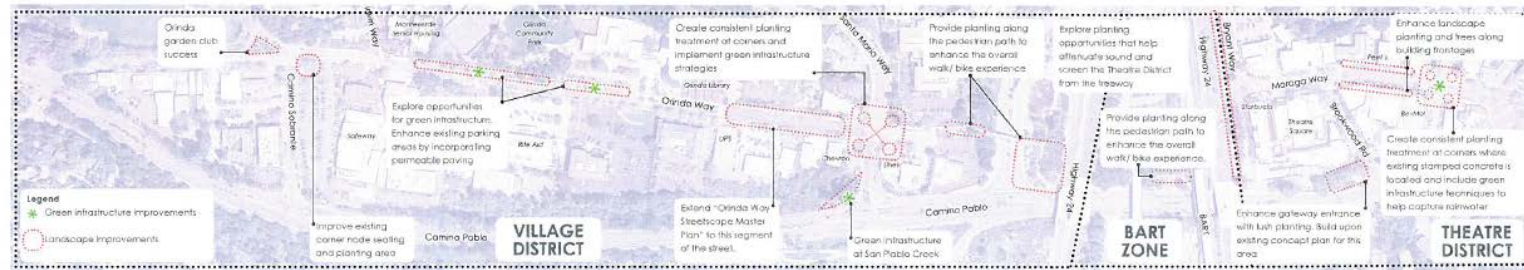 Orinda
garden club
success
Camino Sobrante
Way
Monteverde
Senior Housing
Orinda
Community
Park
Explore opportunities
for green infrastructure.
Enhance existing parking
areas by incorporating
permeable paving
Safeway
Rite Aid
Orinda Library
Orinda Way
UPS
Create consistent planting
treatment at corners and
implement green infrastructure
strategies
Santa Maria Way
Chevron
Shell
Provide planting along
the pedestrian path to
enhance the overall
walk/ bike experience
Explore planting
opportunities that help
attenuate sound and
screen the Theatre District
from the freeway
Provide planting along
the pedestrian path to
enhance the overall
walk/ bike experience.
Highway 24
Bryant Way
Highway 24
BART
Starbucks
Theatre
Square
Moraga Way
Brookwood Rd
Peet's
BevMo!
Enhance landscape
planting and trees along
building frontages
Create consistent planting
treatment at corners where
existing stamped concrete is
located and include green
infrastructure techniques to
help capture rainwater
Legend
Green infrastructure improvements
Landscape improvements
Improve existing
corner node seating
and planting area
Camino Pablo
VILLAGE
DISTRICT
Extend "Orinda Way
Streetscape Master
Plan" to this segment
of the street.
Green infrastructure
at San Pablo Creek
Camino Pablo
BART
ZONE
Enhance gateway entrance
with lush planting. Build upon
existing concept plan for this
area
THEATRE
DISTRICT